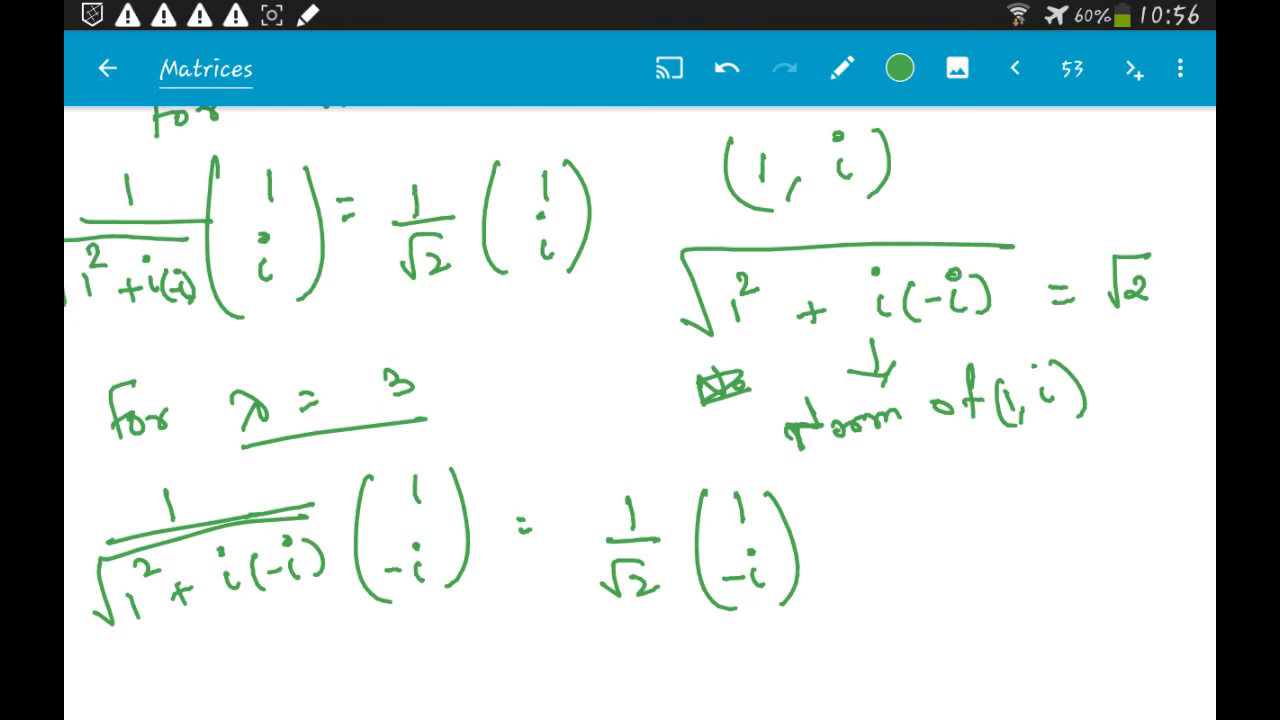 10:56
60%
Matrices
53
For
1/√(1² + i(-i)) (1 i) = 1/√2 (1 i)
(1, i)
√(1² + i(-i)) = √2
Norm of (1, i)
For λ = 3
1/√(1² + i(-i)) (1 -i) = 1/√2 (1 -i)